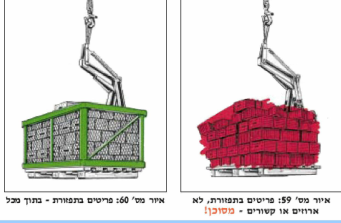 איור מס' 59: פריטים בתפזורת, לא
ארוזים או קשורים - מסוכן!
איור מס' 60: פריטים בתפזורת - בתוך מכל